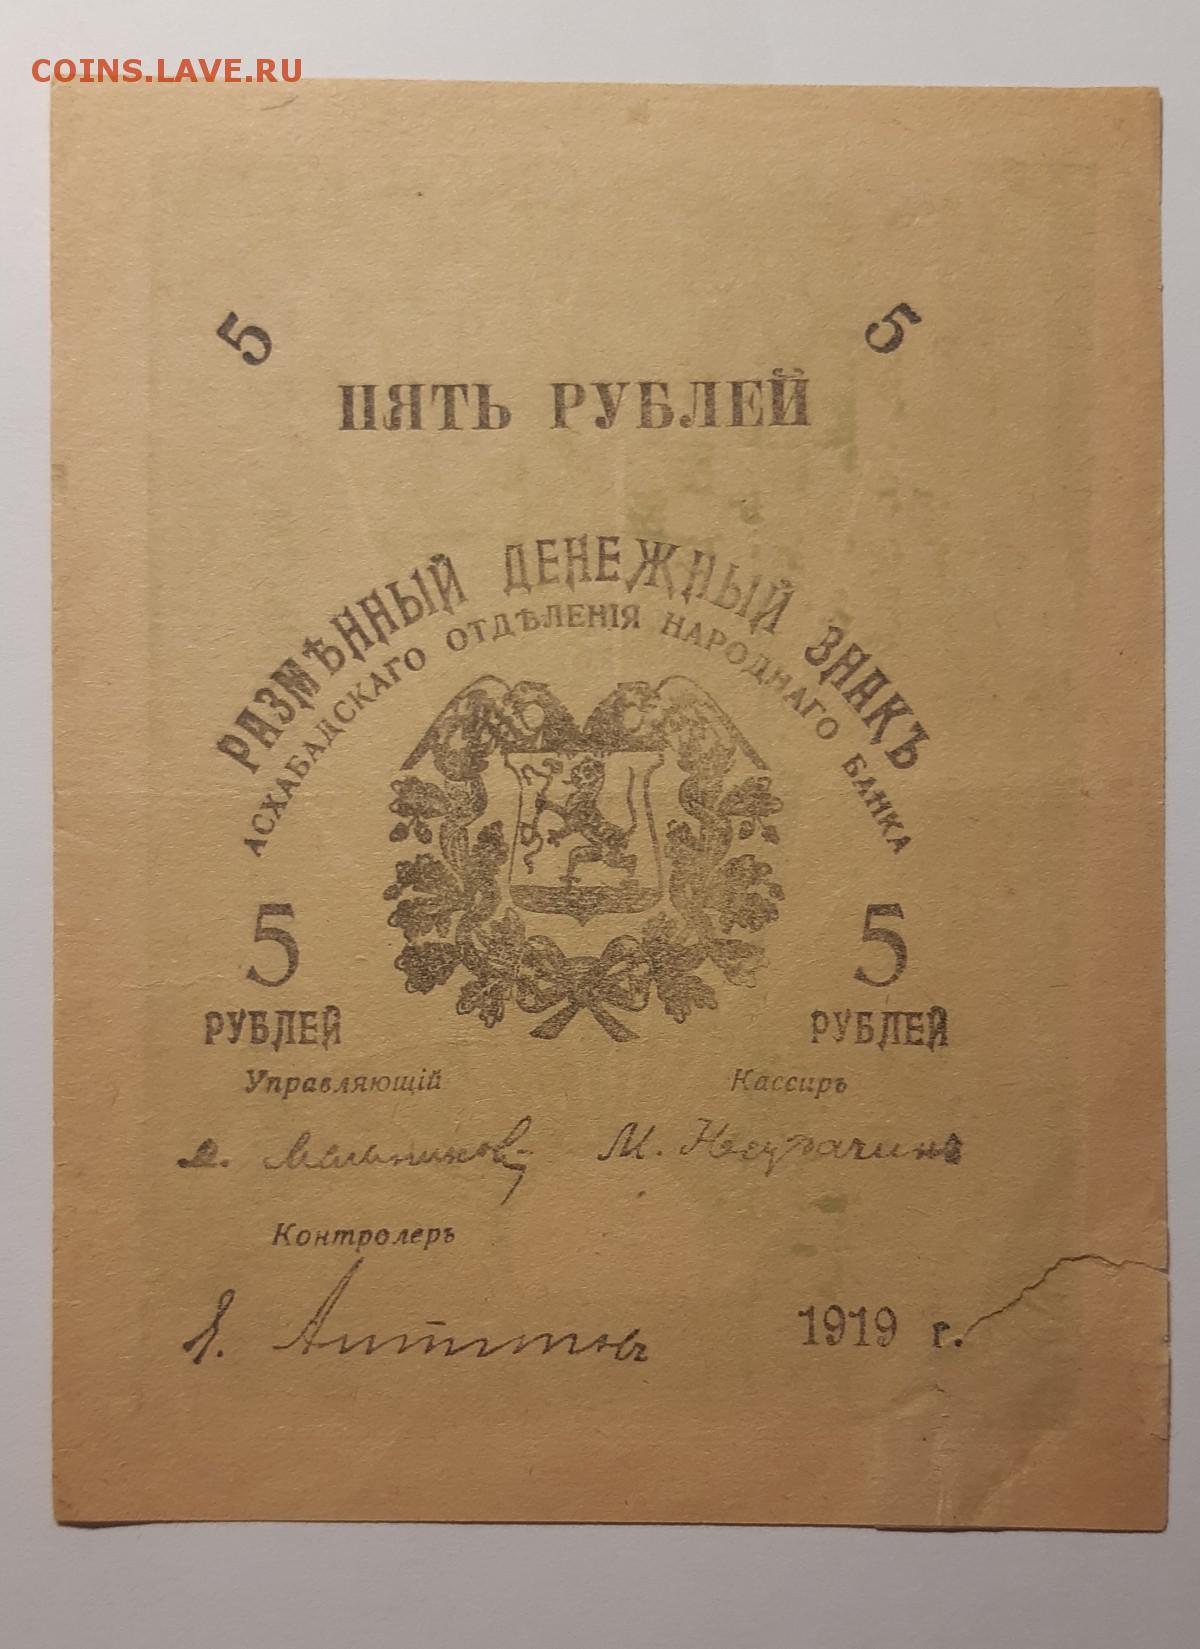 COINS.LAVE.RU
5 5
ПЯТЬ РУБЛЕЙ
РАЗМѢННЫЙ ДЕНЕЖНЫЙ ЗНАКЪ
АСХАБАДСКАГО ОТДѢЛЕНІЯ НАРОДНАГО БАНКА
5 5
РУБЛЕЙ РУБЛЕЙ
Управляющій Кассиръ
М.
Контролеръ
Я.
1919 г.